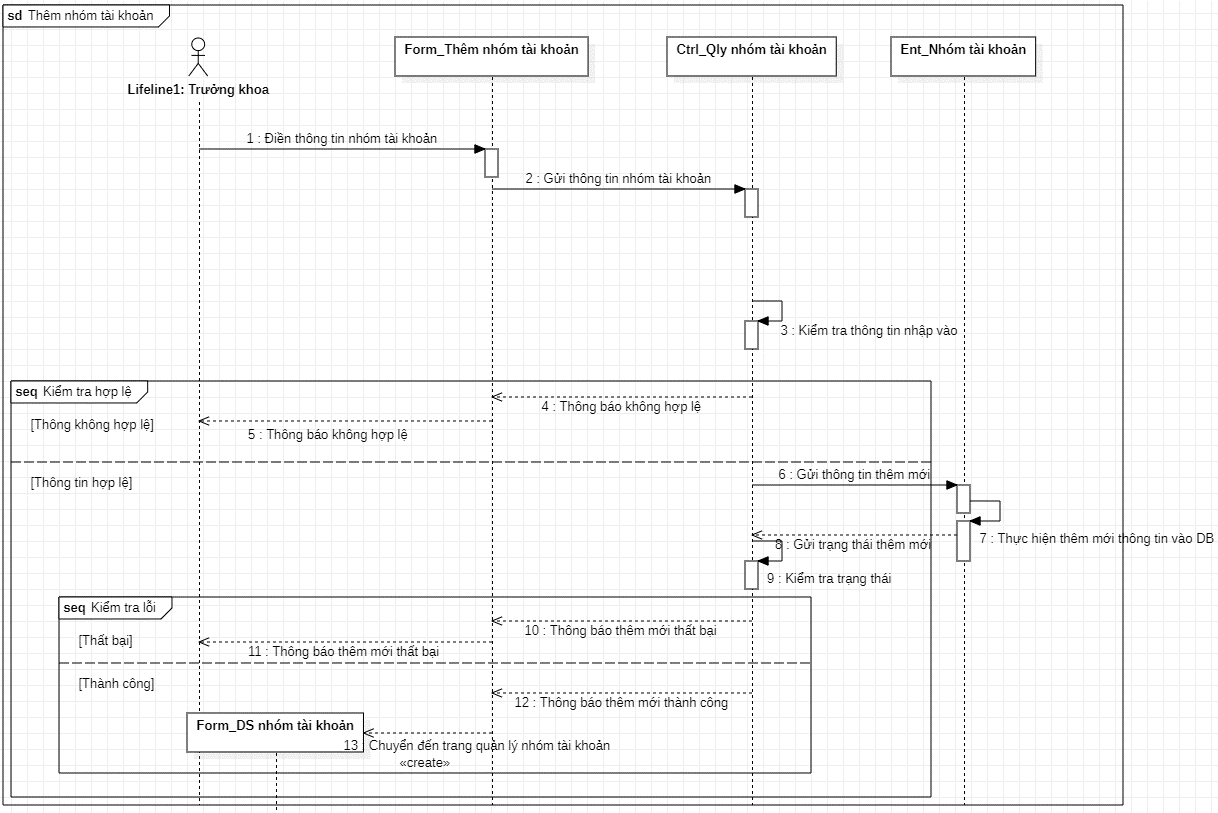 sd Thêm nhóm tài khoản
Form_Thêm nhóm tài khoản
Ctrl_Qly nhóm tài khoản
Ent_Nhóm tài khoản
Lifeline1: Trưởng khoa
1 : Điền thông tin nhóm tài khoản
2 : Gửi thông tin nhóm tài khoản
3 : Kiểm tra thông tin nhập vào
seq Kiểm tra hợp lệ
4 : Thông báo không hợp lệ
[Thông không hợp lệ]
5 : Thông báo không hợp lệ
6 : Gửi thông tin thêm mới
[Thông tin hợp lệ]
7 : Thực hiện thêm mới thông tin vào DB
8 : Gửi trạng thái thêm mới
9 : Kiểm tra trạng thái
seq Kiểm tra lỗi
10 : Thông báo thêm mới thất bại
[Thất bại]
11 : Thông báo thêm mới thất bại
[Thành công]
12 : Thông báo thêm mới thành công
Form_DS nhóm tài khoản
13 : Chuyển đến trang quản lý nhóm tài khoản
«create»